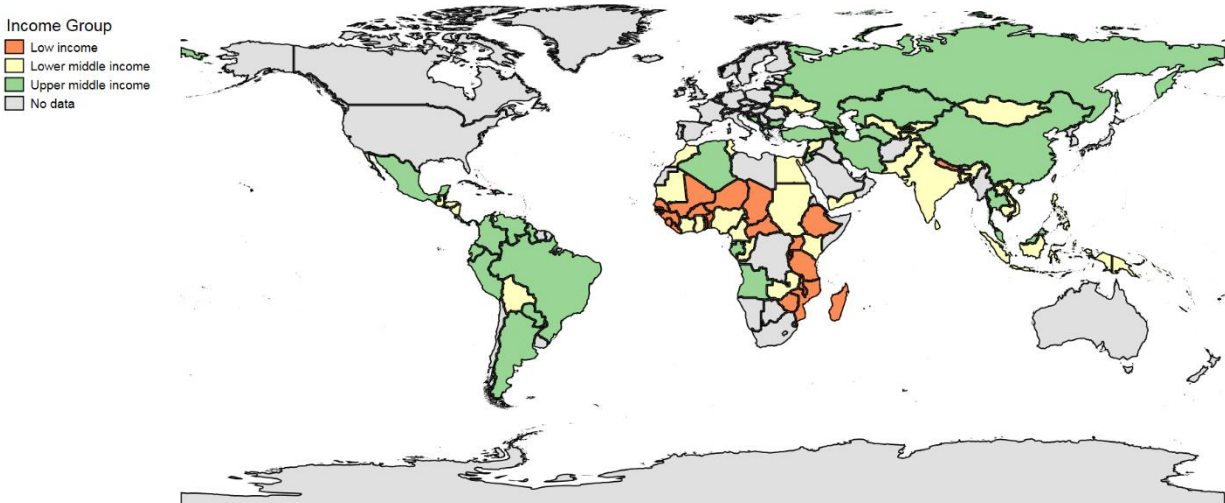 Income Group
Low income
Lower middle income
Upper middle income
No data